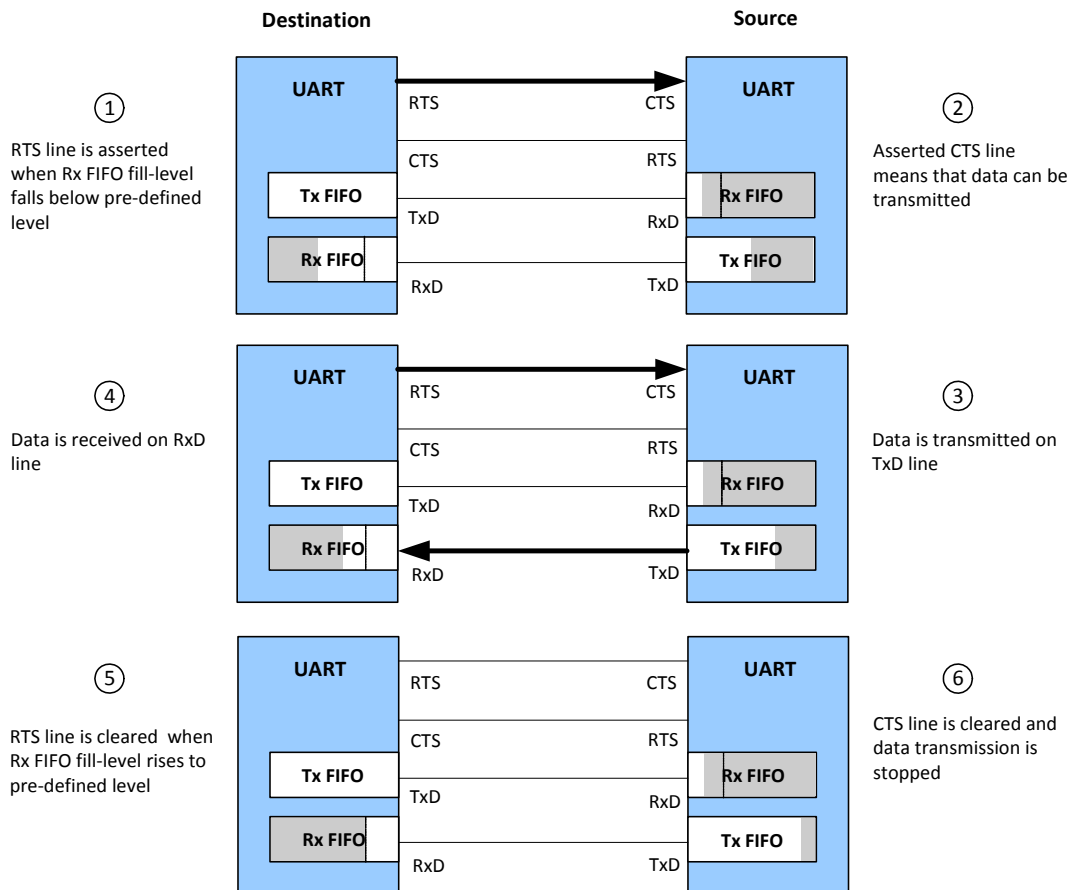 Destination
Source
UART
UART
1
RTS line is asserted
when Rx FIFO fill-level
falls below pre-defined
level
RTS
CTS
2
Asserted CTS line
means that data can be
transmitted
CTS
RTS
Tx FIFO
Rx FIFO
TxD
RxD
Rx FIFO
Tx FIFO
RxD
TxD
UART
UART
4
Data is received on RxD
line
RTS
CTS
3
Data is transmitted on
TxD line
CTS
RTS
Tx FIFO
Rx FIFO
TxD
RxD
Rx FIFO
Tx FIFO
RxD
TxD
UART
UART
5
RTS line is cleared when
Rx FIFO fill-level rises to
pre-defined level
RTS
CTS
6
CTS line is cleared and
data transmission is
stopped
CTS
RTS
Tx FIFO
Rx FIFO
TxD
RxD
Rx FIFO
Tx FIFO
RxD
TxD